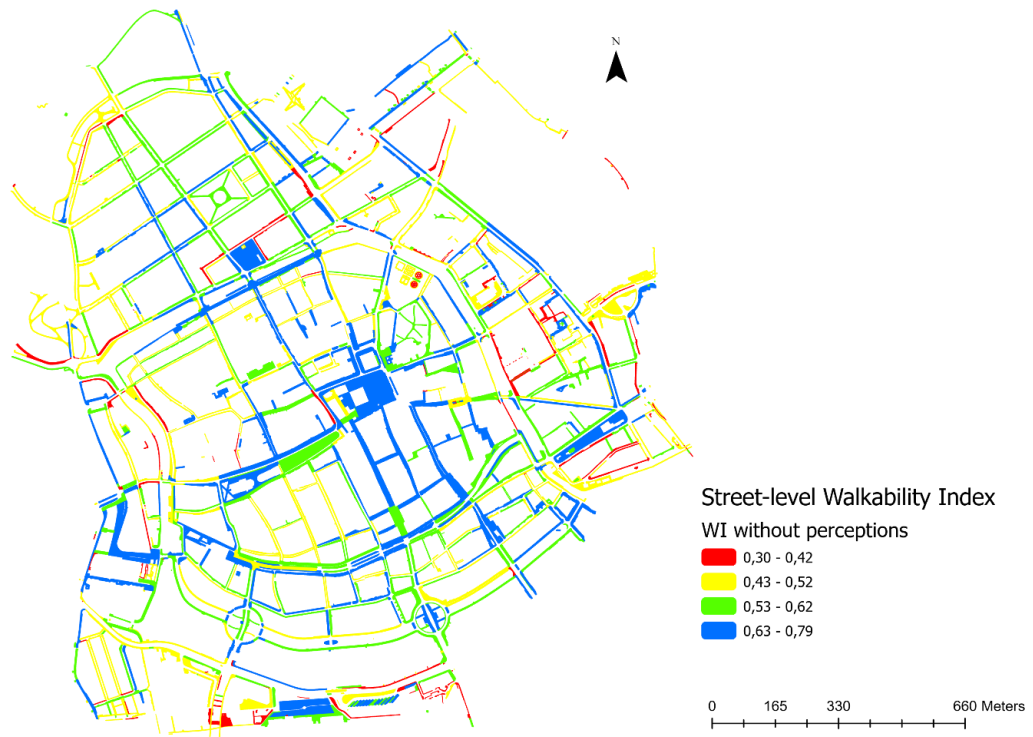 N
Street-level Walkability Index
WI without perceptions
0,30 - 0,42
0,43 - 0,52
0,53 - 0,62
0,63 - 0,79
0 165 330 660 Meters